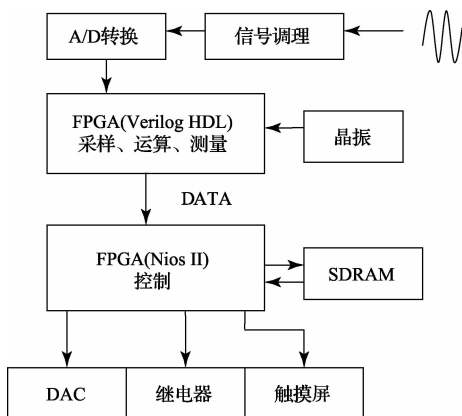 A/D转换
信号调理
FPGA(Verilog HDL)
采样、运算、测量
晶振
DATA
FPGA(Nios II)
控制
SDRAM
DAC
继电器
触摸屏